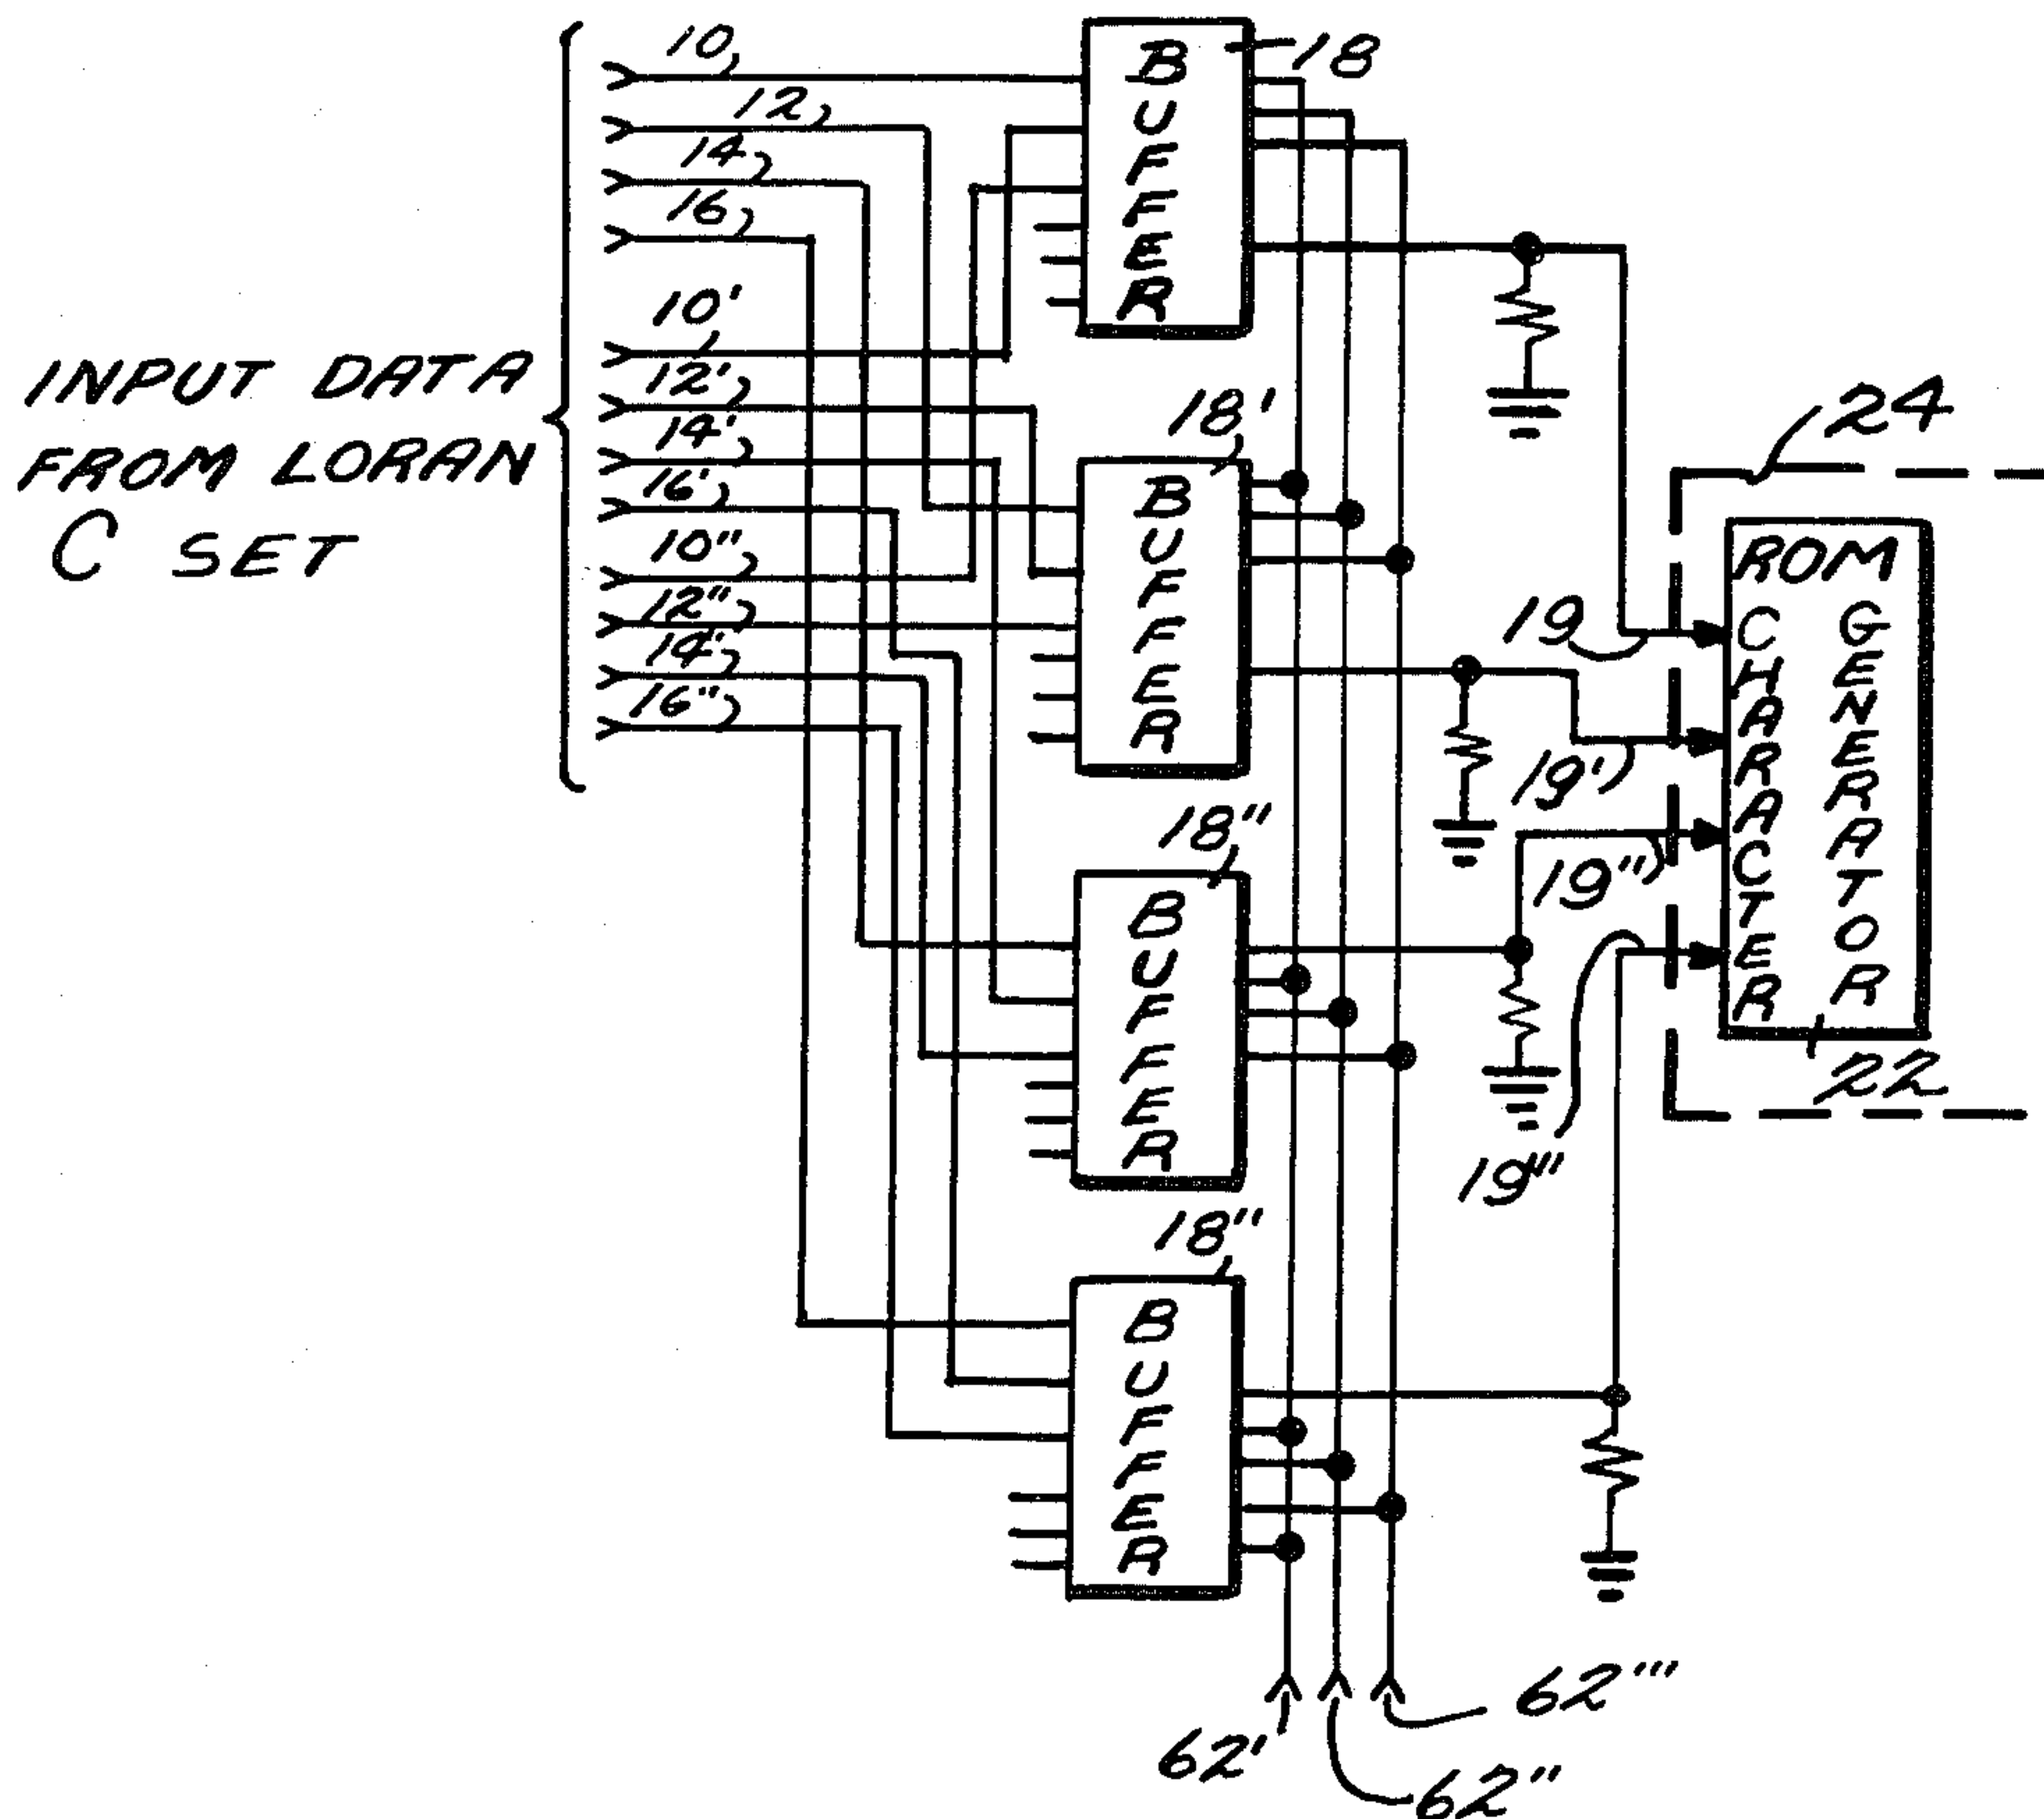 10
12
14
16
10'
12'
14'
16'
10"
12"
14'
16"
INPUT DATA
FROM LORAN
C SET
BUFFER
18
18'
BUFFER
18"
BUFFER
18"
BUFFER
19
19'
19"
19"'
24
ROM
CHARACTER
GENERATOR
22
62'
62"
62"'